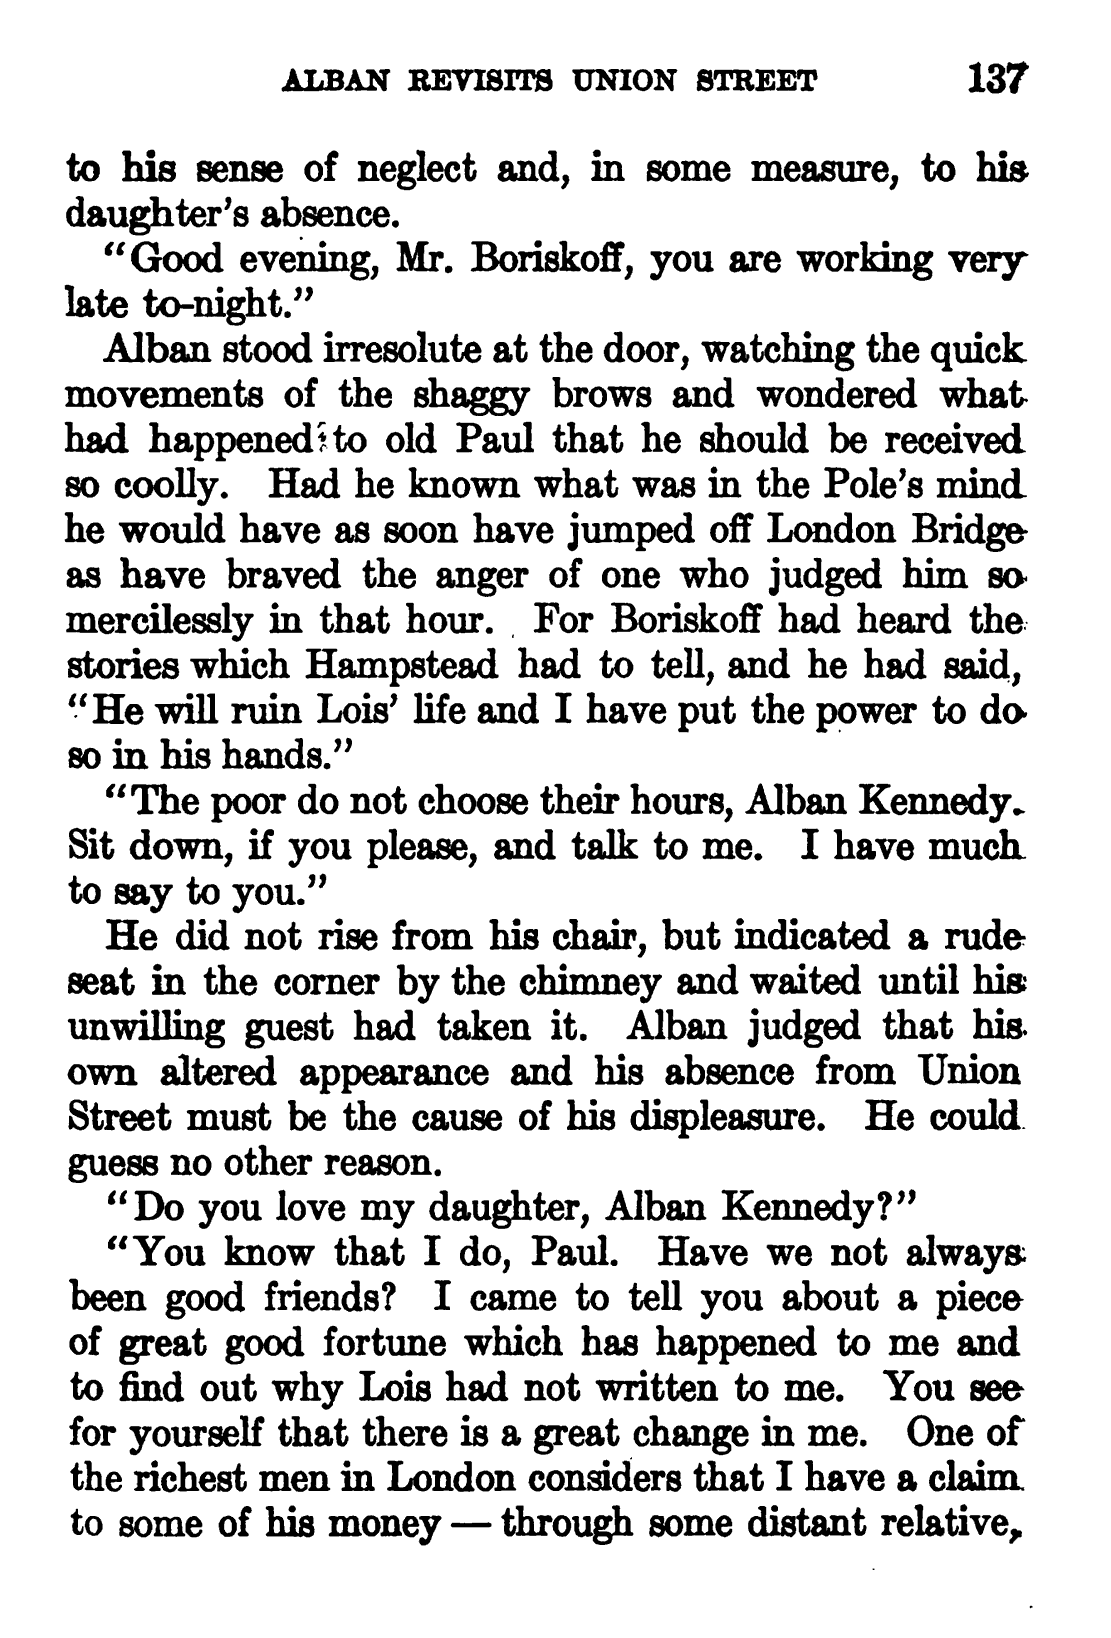 ALBAN REVISITS UNION STREET 137
to his sense of neglect and, in some measure, to his
daughter's absence.
"Good evening, Mr. Boriskoff, you are working very
late to-night."
Alban stood irresolute at the door, watching the quick
movements of the shaggy brows and wondered what
had happened to old Paul that he should be received
so coolly. Had he known what was in the Pole's mind
he would have as soon have jumped off London Bridge
as have braved the anger of one who judged him so
mercilessly in that hour. For Boriskoff had heard the
stories which Hampstead had to tell, and he had said,
"He will ruin Lois' life and I have put the power to do
so in his hands."
"The poor do not choose their hours, Alban Kennedy.
Sit down, if you please, and talk to me. I have much
to say to you."
He did not rise from his chair, but indicated a rude
seat in the corner by the chimney and waited until his
unwilling guest had taken it. Alban judged that his
own altered appearance and his absence from Union
Street must be the cause of his displeasure. He could
guess no other reason.
"Do you love my daughter, Alban Kennedy?"
"You know that I do, Paul. Have we not always
been good friends? I came to tell you about a piece
of great good fortune which has happened to me and
to find out why Lois had not written to me. You see
for yourself that there is a great change in me. One of
the richest men in London considers that I have a claim
to some of his money — through some distant relative,